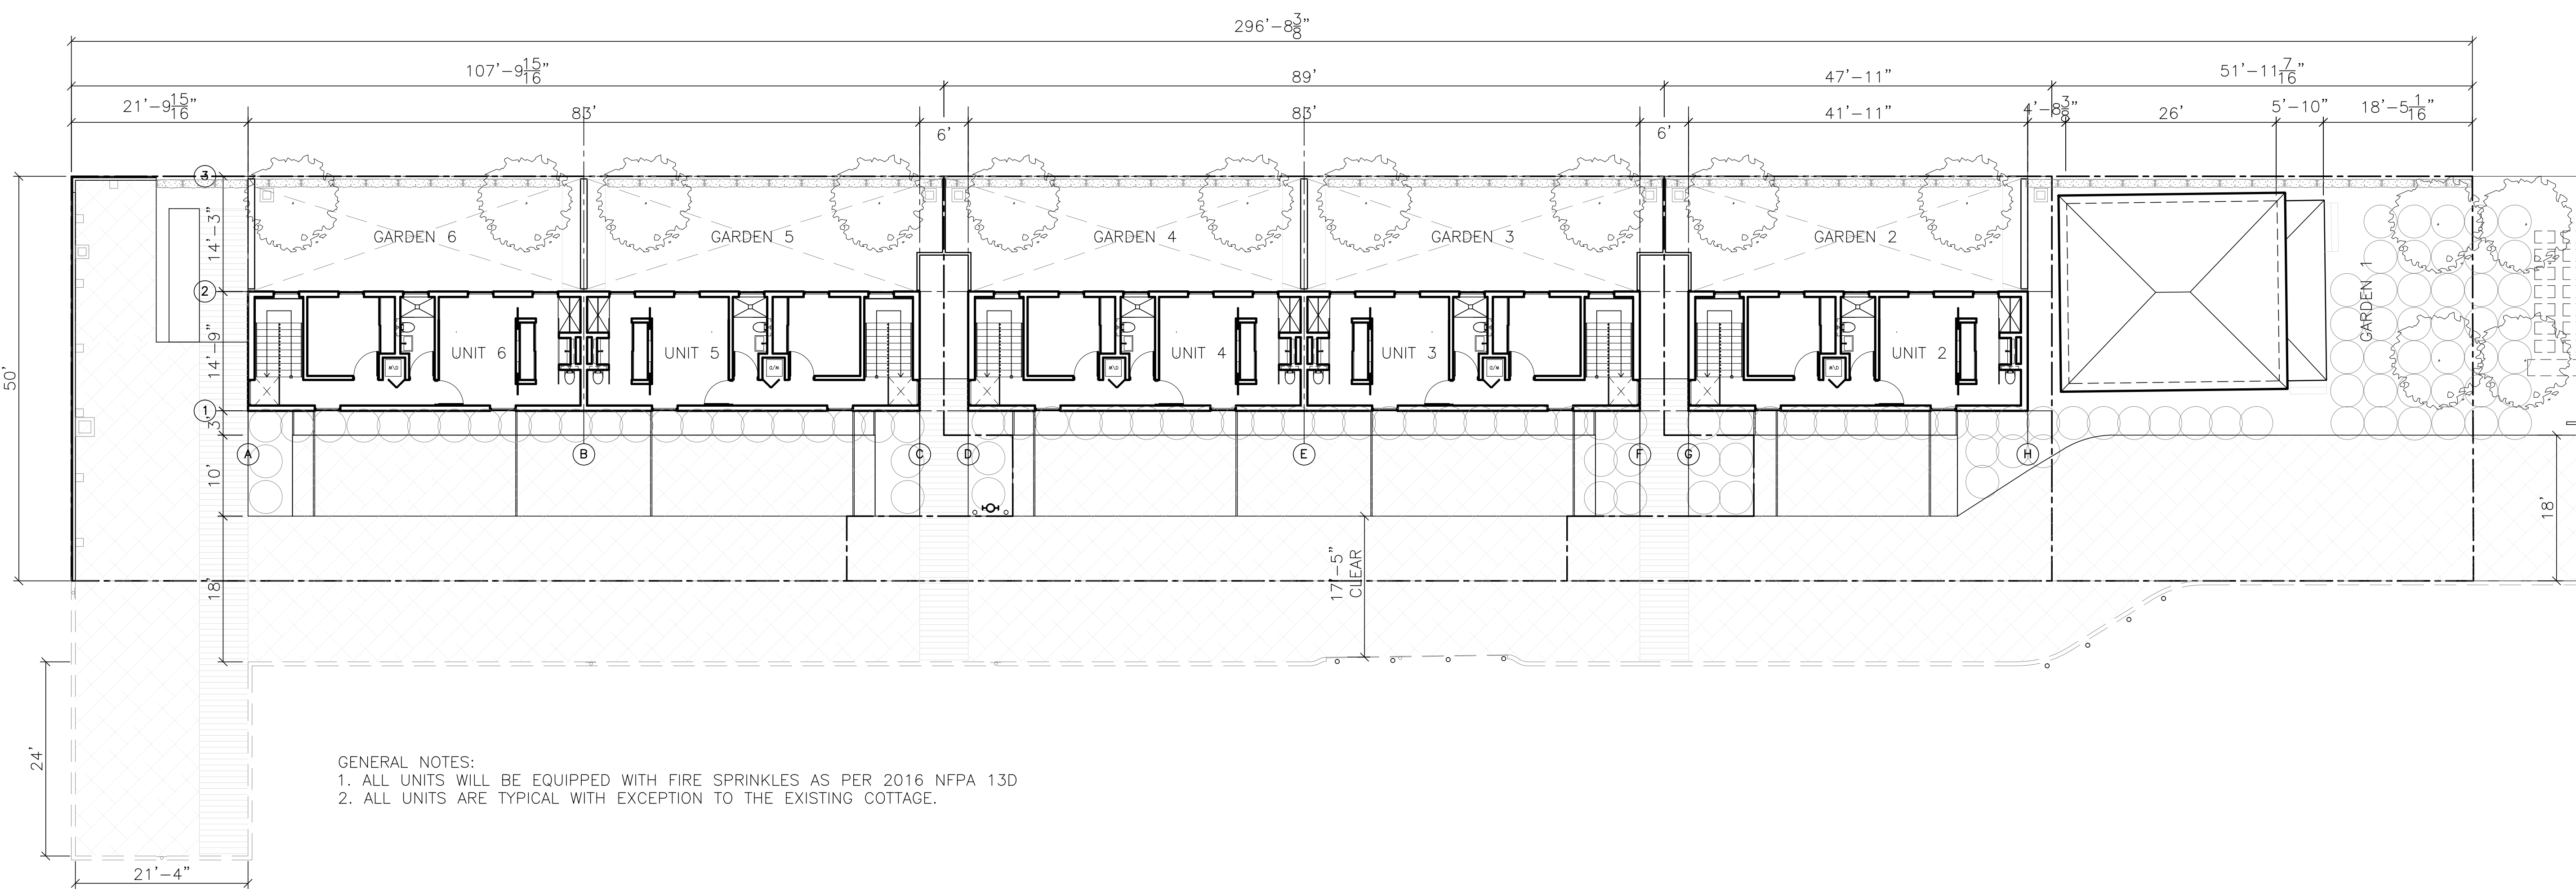 296'-8 3/8"
107'-9 15/16"
89'
47'-11"
51'-11 7/16"
21'-9 15/16"
83'
6'
83'
6'
41'-11"
4'-8 3/8"
26'
5'-10"
18'-5 1/16"
3
GARDEN 6
GARDEN 5
GARDEN 4
GARDEN 3
GARDEN 2
GARDEN 1
14'-3"
2
14'-9"
50'
UNIT 6
UNIT 5
UNIT 4
UNIT 3
UNIT 2
W\D
D/W
W\D
D/W
W\D
1
3'
A
B
C
D
E
F
G
H
10'
18'
17'-5"
CLEAR
18'
24'
21'-4"
GENERAL NOTES:
1. ALL UNITS WILL BE EQUIPPED WITH FIRE SPRINKLES AS PER 2016 NFPA 13D
2. ALL UNITS ARE TYPICAL WITH EXCEPTION TO THE EXISTING COTTAGE.